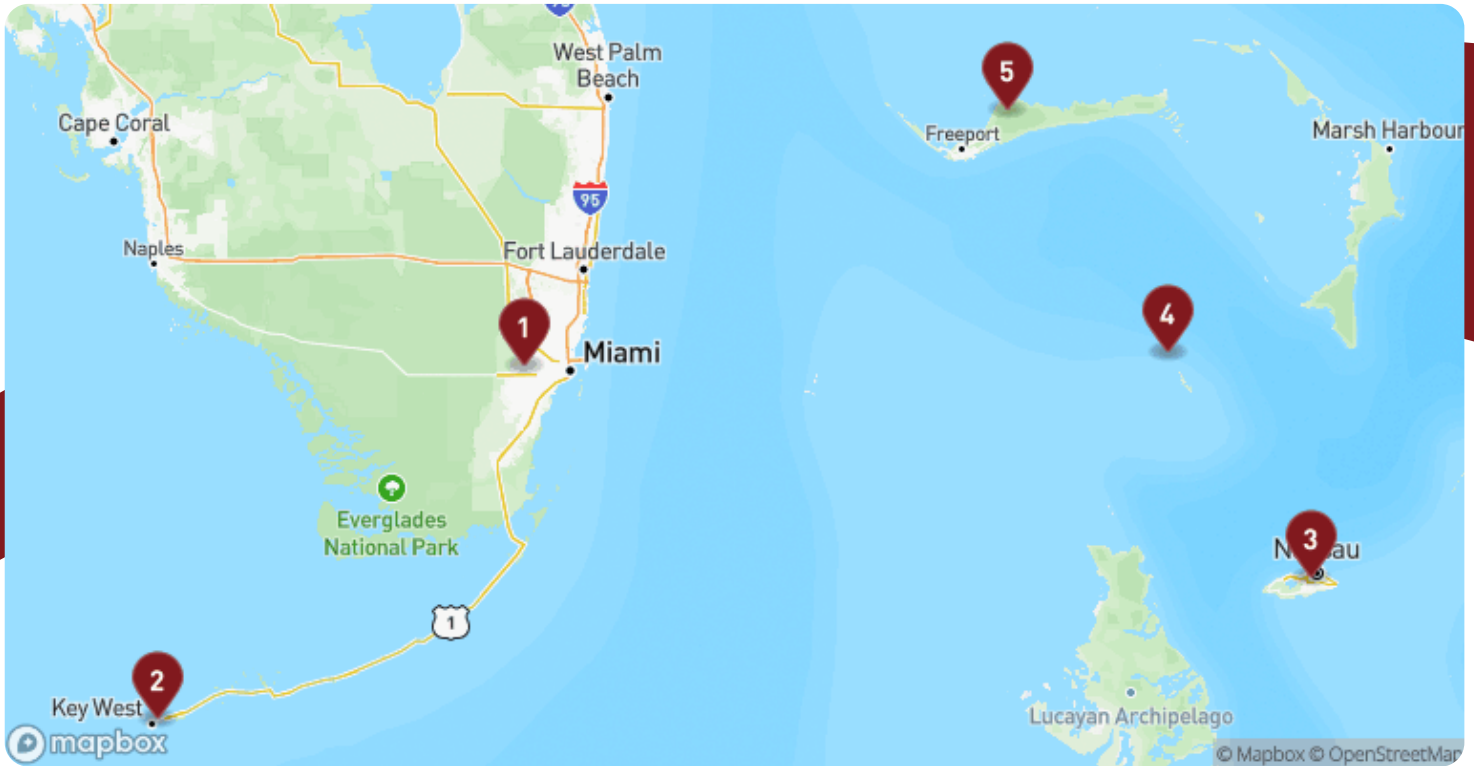 95
West Palm
Beach
5
Cape Coral
Freeport
Marsh Harbour
95
Naples
Fort Lauderdale
4
1
Miami
Everglades
National Park
3
1
2
Key West
Lucayan Archipelago
mapbox
© Mapbox © OpenStreetMap